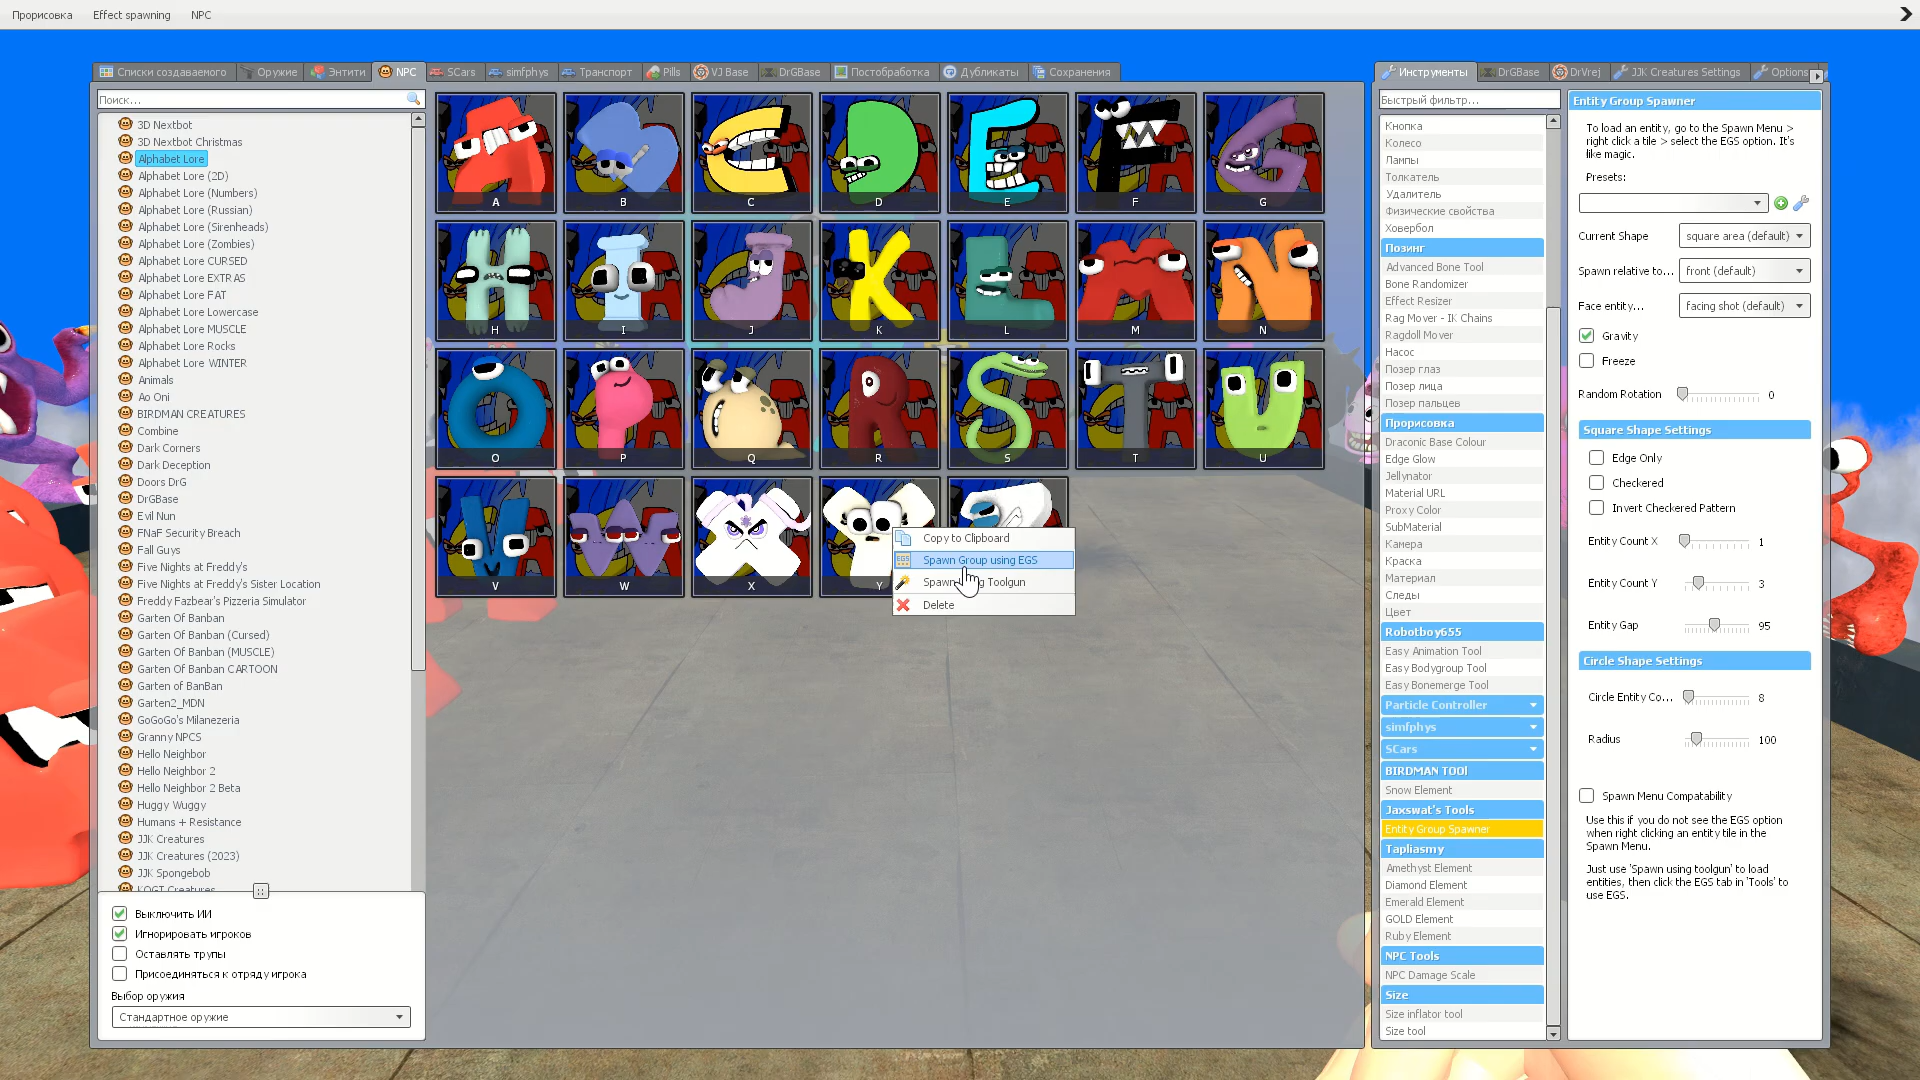 Прорисовка
Effect spawning
NPC
Списки создаваемого
Оружие
Энтити
NPC
SCars
simfphys
Транспорт
Pills
VJ Base
DrGBase
Постобработка
Дубликаты
Сохранения
Поиск...
3D Nextbot
3D Nextbot Christmas
Alphabet Lore
Alphabet Lore (2D)
Alphabet Lore (Numbers)
Alphabet Lore (Russian)
Alphabet Lore (Sirenheads)
Alphabet Lore (Zombies)
Alphabet Lore CURSED
Alphabet Lore EXTRAS
Alphabet Lore FAT
Alphabet Lore Lowercase
Alphabet Lore MUSCLE
Alphabet Lore Rocks
Alphabet Lore WINTER
Animals
Ao Oni
BIRDMAN CREATURES
Combine
Dark Corners
Dark Deception
Doors DrG
DrGBase
Evil Nun
FNaF Security Breach
Fall Guys
Five Nights at Freddy's
Five Nights at Freddy's Sister Location
Freddy Fazbear's Pizzeria Simulator
Garten Of Banban
Garten Of Banban (Cursed)
Garten Of Banban (MUSCLE)
Garten Of Banban CARTOON
Garten of BanBan
Garten2_MDN
GoGoGo's Milanezeria
Granny NPCS
Hello Neighbor
Hello Neighbor 2
Hello Neighbor 2 Beta
Huggy Wuggy
Humans + Resistance
JJK Creatures
JJK Creatures (2023)
JJK Spongebob
KOGT Creatures
Выключить ИИ
Игнорировать игроков
Оставлять трупы
Присоединяться к отряду игрока
Выбор оружия
Стандартное оружие
A
B
C
D
E
F
G
H
I
J
K
L
M
N
O
P
Q
R
S
T
U
V
W
X
Y
Copy to Clipboard
Spawn Group using EGS
Spawn Toolgun
Delete
Инструменты
DrGBase
DrVrej
JJK Creatures Settings
Options
Быстрый фильтр...
Кнопка
Колесо
Лампы
Толкатель
Удалитель
Физические свойства
Ховербол
Позинг
Advanced Bone Tool
Bone Randomizer
Effect Resizer
Rag Mover - IK Chains
Ragdoll Mover
Насос
Позер глаз
Позер лица
Позер пальцев
Прорисовка
Draconic Base Colour
Edge Glow
Jellynator
Material URL
Proxy Color
SubMaterial
Камера
Краска
Материал
Следы
Цвет
Robotboy655
Easy Animation Tool
Easy Bodygroup Tool
Easy Bonemerge Tool
Particle Controller
simfphys
SCars
BIRDMAN TOOl
Snow Element
Jaxswat's Tools
Entity Group Spawner
Tapliasmy
Amethyst Element
Diamond Element
Emerald Element
GOLD Element
Ruby Element
NPC Tools
NPC Damage Scale
Size
Size inflator tool
Size tool
Entity Group Spawner
To load an entity, go to the Spawn Menu >
right click a tile > select the EGS option. It's
like magic.
Presets:
Current Shape
square area (default)
Spawn relative to...
front (default)
Face entity...
facing shot (default)
Gravity
Freeze
Random Rotation
0
Square Shape Settings
Edge Only
Checkered
Invert Checkered Pattern
Entity Count X
1
Entity Count Y
3
Entity Gap
95
Circle Shape Settings
Circle Entity Co...
8
Radius
100
Spawn Menu Compatability
Use this if you do not see the EGS option
when right clicking an entity tile in the
Spawn Menu.
Just use 'Spawn using toolgun' to load
entities, then click the EGS tab in 'Tools' to
use EGS.